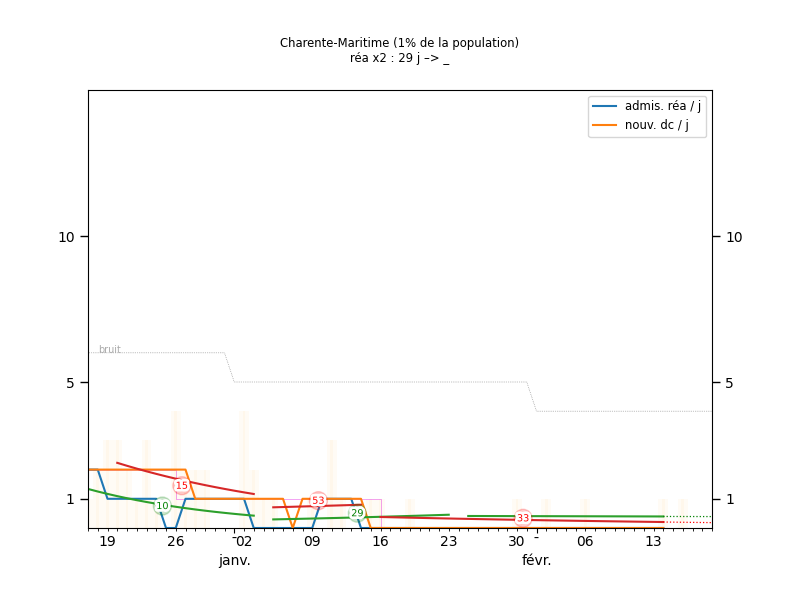 Charente-Maritime (1% de la population)
réa x2 : 29 j –> _
admis. réa / j
nouv. dc / j
10
10
bruit
5
5
15
10
53
29
33
1
1
19
26
02
09
16
23
30
06
13
janv.
févr.